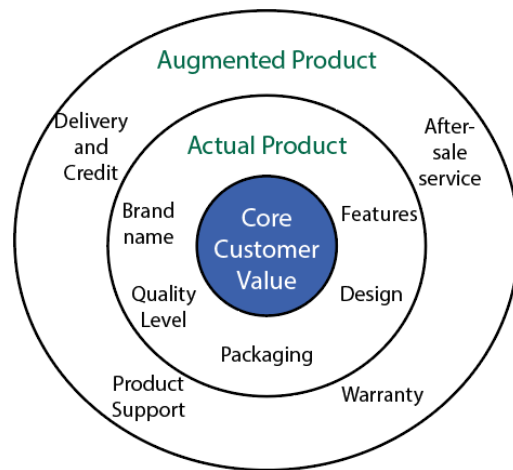 Augmented Product
Delivery
and
Credit
After-
sale
service
Actual Product
Brand
name
Features
Core
Customer
Value
Quality
Level
Design
Packaging
Product
Support
Warranty